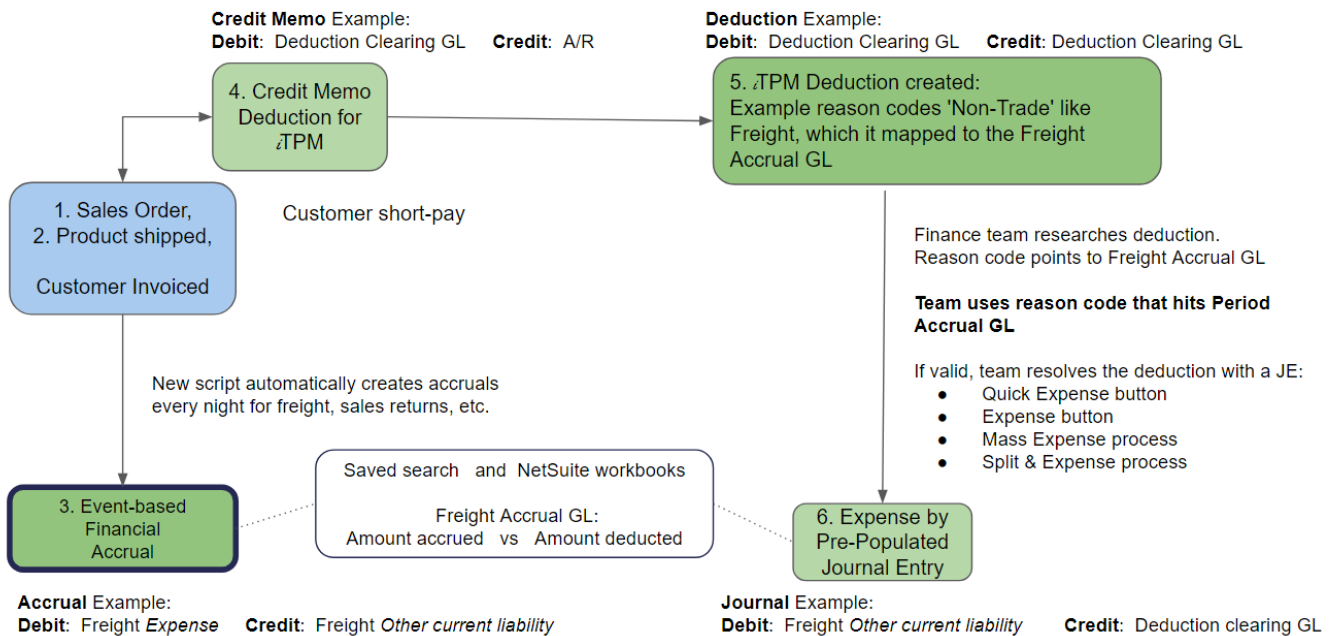 Credit Memo Example:
Debit: Deduction Clearing GL Credit: A/R
Deduction Example:
Debit: Deduction Clearing GL Credit: Deduction Clearing GL
4. Credit Memo
Deduction for
iTPM
5. iTPM Deduction created:
Example reason codes 'Non-Trade' like
Freight, which it mapped to the Freight
Accrual GL
1. Sales Order,
2. Product shipped,
Customer Invoiced
Customer short-pay
Finance team researches deduction.
Reason code points to Freight Accrual GL
Team uses reason code that hits Period
Accrual GL
If valid, team resolves the deduction with a JE:
● Quick Expense button
● Expense button
● Mass Expense process
● Split & Expense process
New script automatically creates accruals
every night for freight, sales returns, etc.
Saved search and NetSuite workbooks
Freight Accrual GL:
Amount accrued vs Amount deducted
3. Event-based
Financial
Accrual
6. Expense by
Pre-Populated
Journal Entry
Accrual Example:
Debit: Freight Expense Credit: Freight Other current liability
Journal Example:
Debit: Freight Other current liability Credit: Deduction clearing GL